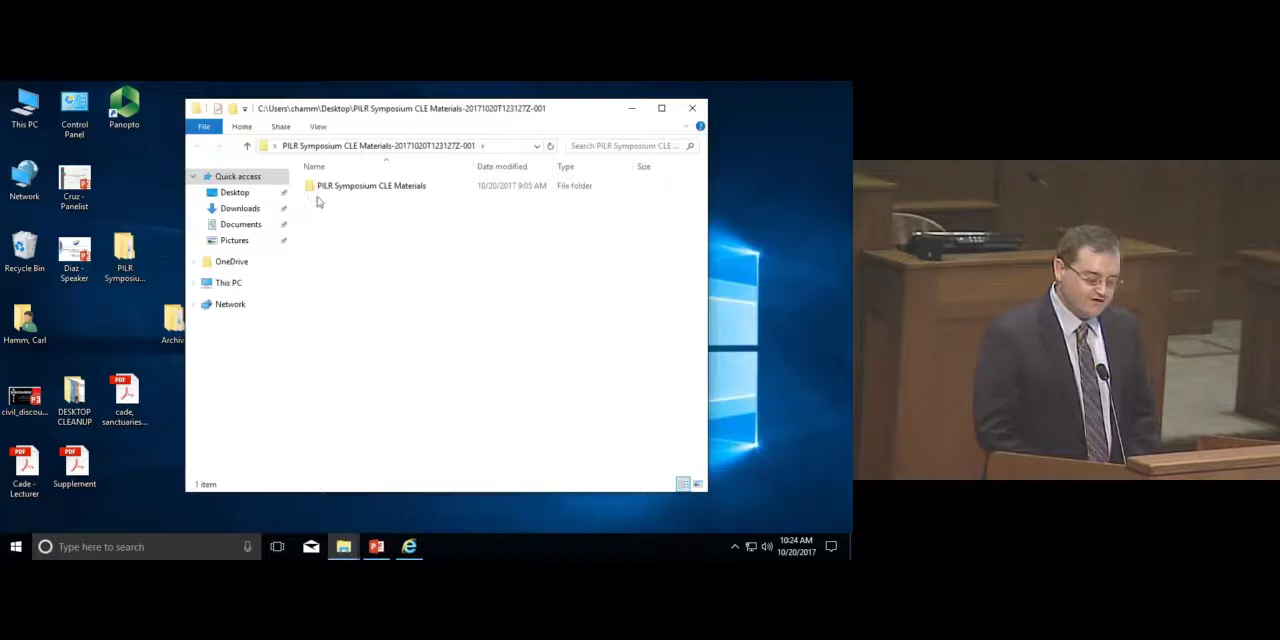 This PC
Control
Panel
Panopto
Network
Cruz -
Panelist
Recycle Bin
Diaz -
Speaker
PILR
Symposiu...
Hamm, Carl
Archiv
civil_discou...
DESKTOP
CLEANUP
cade,
sanctuaries...
Cade -
Lecturer
Supplement
PDF
PDF
PDF
C:\Users\chamm\Desktop\PILR Symposium CLE Materials-20171020T123127Z-001
File Home Share View
PILR Symposium CLE Materials-20171020T123127Z-001
Search PILR Symposium CLE ...
Name Date modified Type Size
Quick access
Desktop
Downloads
Documents
Pictures
OneDrive
This PC
Network
PILR Symposium CLE Materials 10/20/2017 9:05 AM File folder
1 item
Type here to search
10:24 AM
10/20/2017